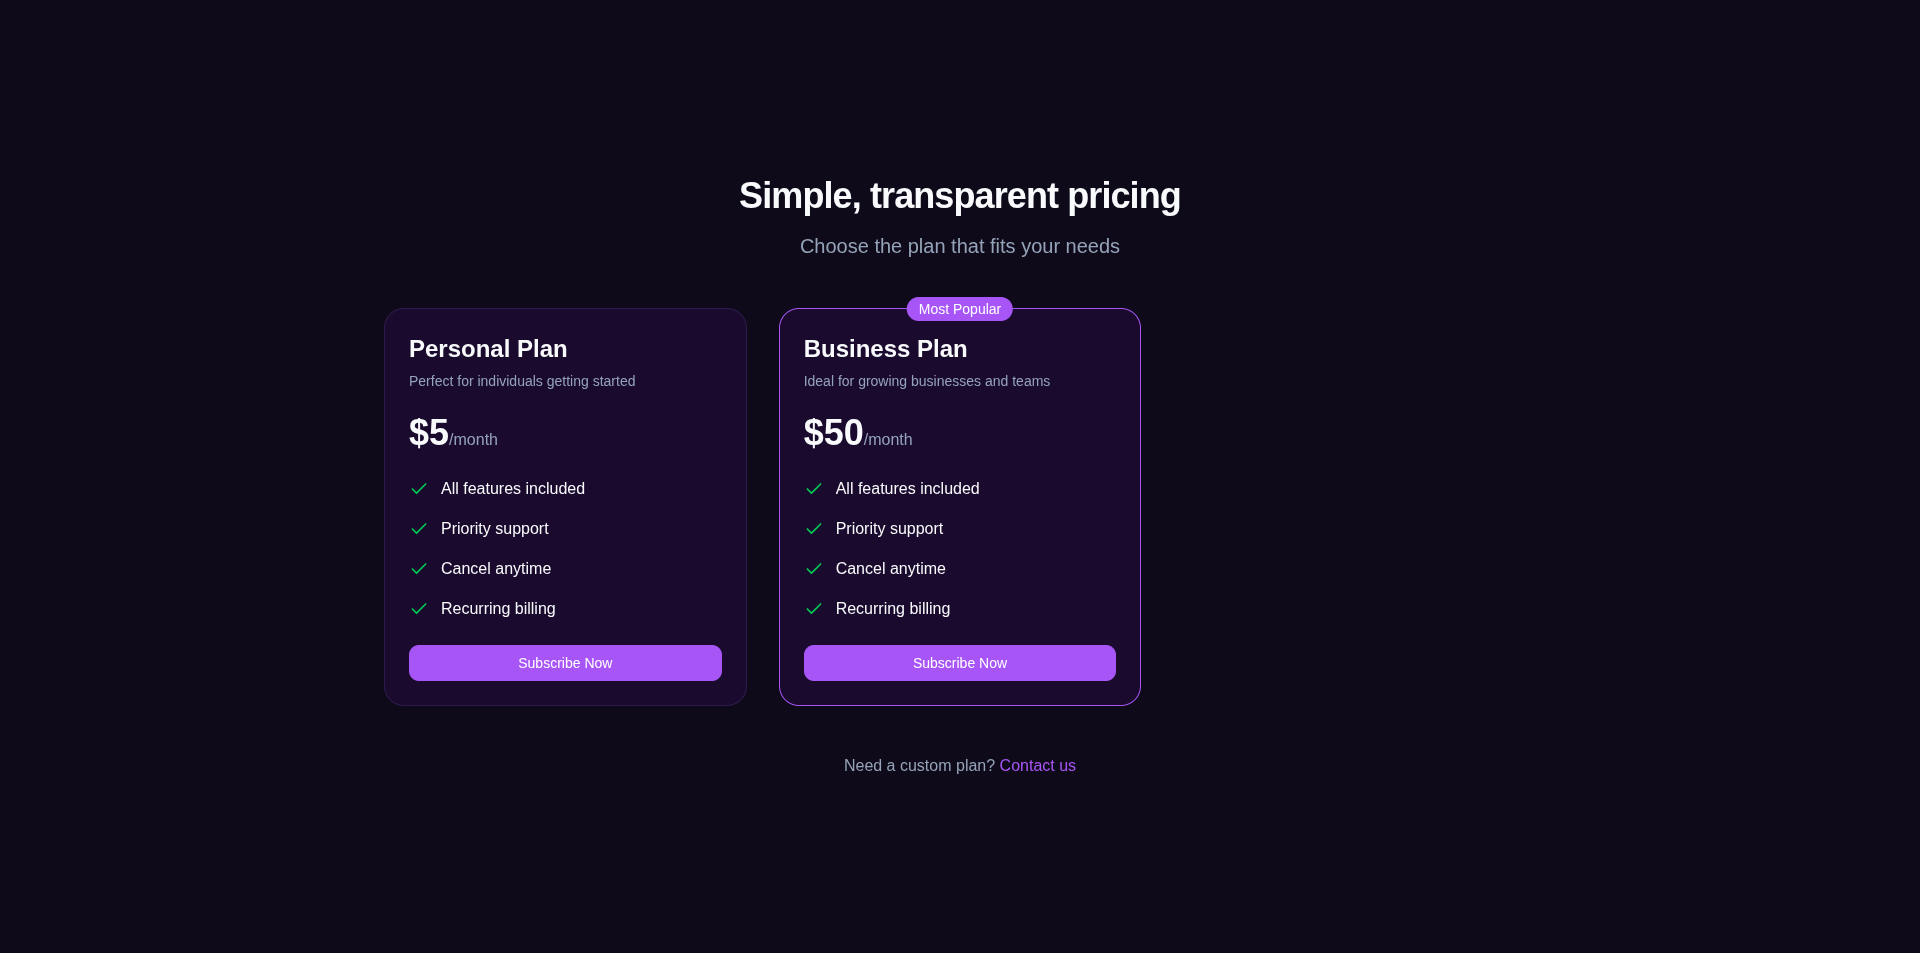 Simple, transparent pricing
Choose the plan that fits your needs
Personal Plan
Perfect for individuals getting started
$5/month
All features included
Priority support
Cancel anytime
Recurring billing
Subscribe Now
Most Popular
Business Plan
Ideal for growing businesses and teams
$50/month
All features included
Priority support
Cancel anytime
Recurring billing
Subscribe Now
Need a custom plan? Contact us